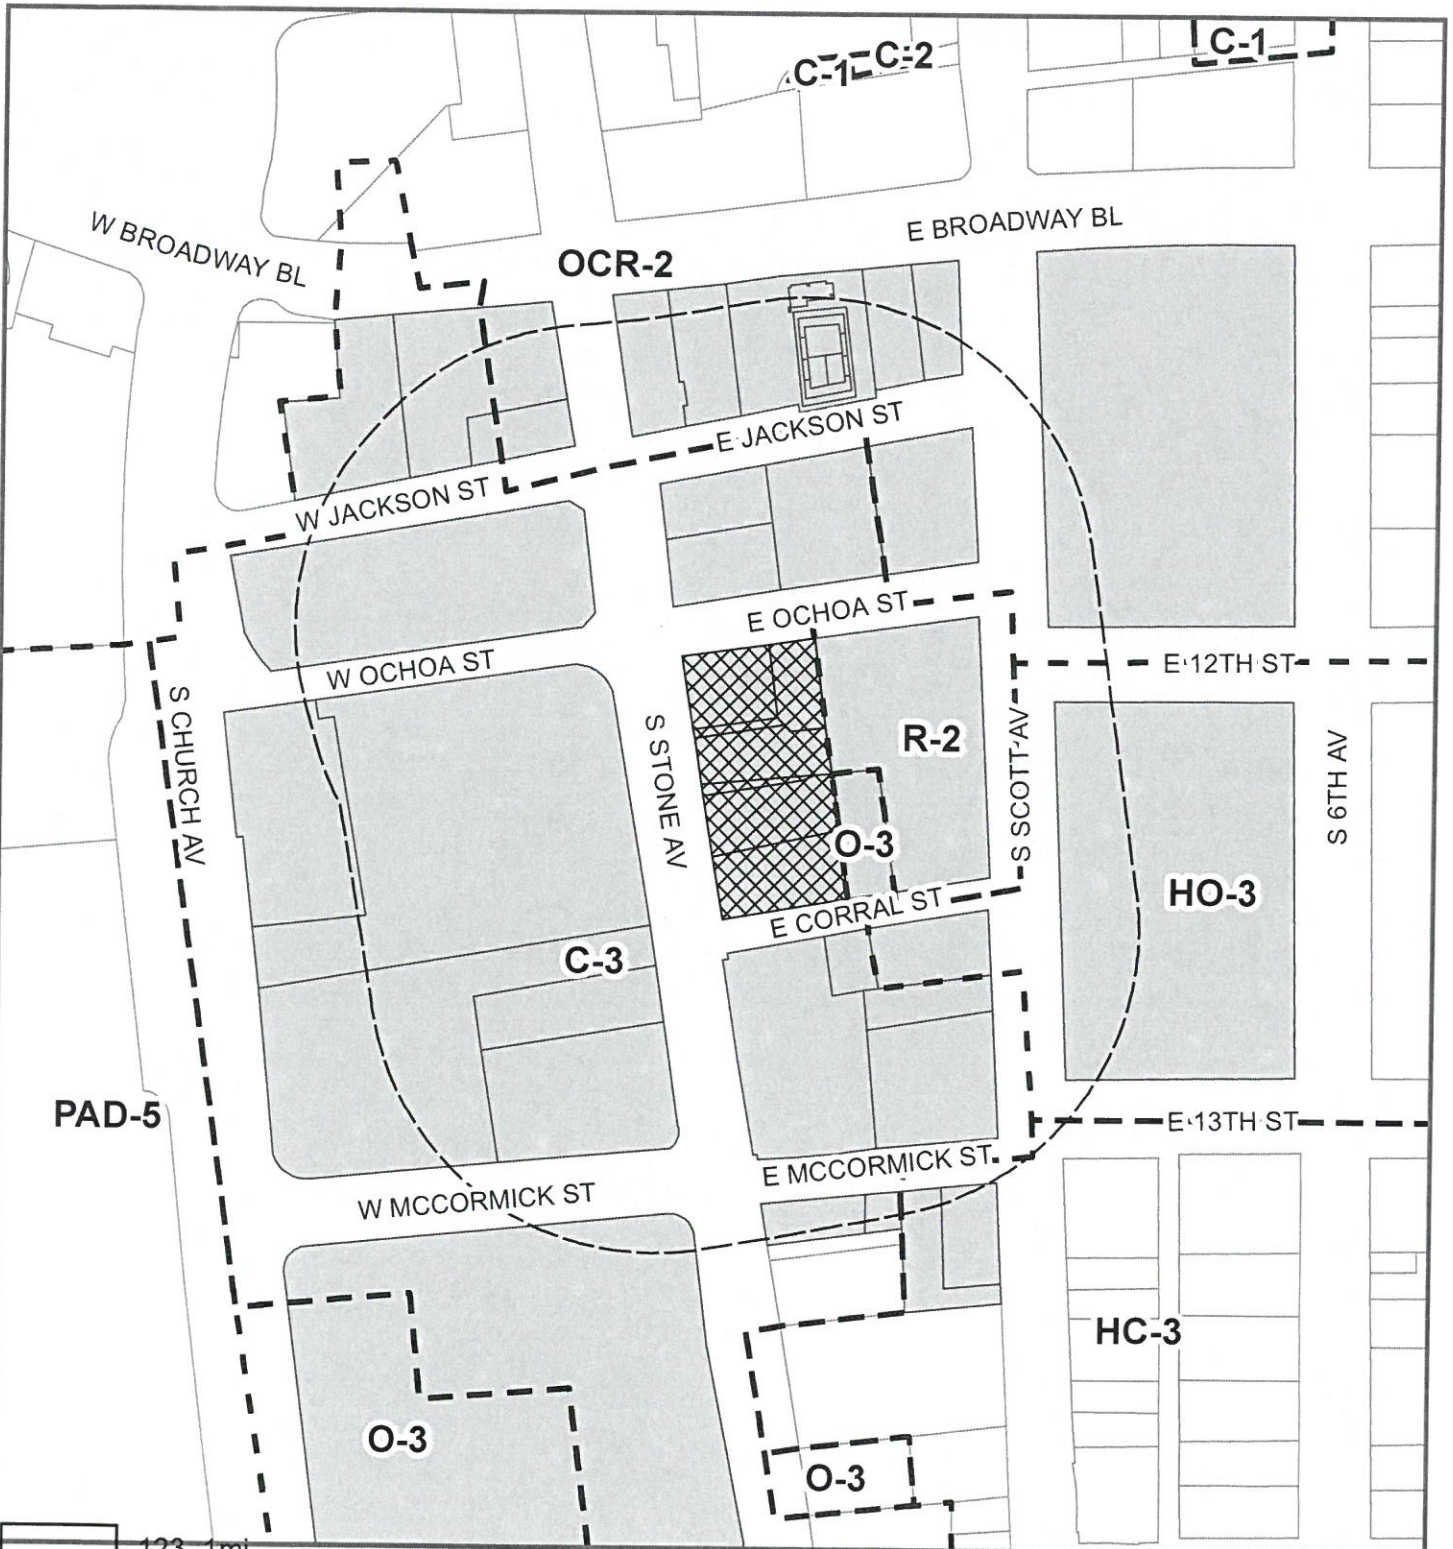 C-1
C-2
C-1
W BROADWAY BL
E BROADWAY BL
OCR-2
E JACKSON ST
W JACKSON ST
E OCHOA ST
W OCHOA ST
E 12TH ST
S CHURCH AV
S STONE AV
R-2
S SCOTT AV
S 6TH AV
O-3
HO-3
E CORRAL ST
C-3
PAD-5
E 13TH ST
E MCCORMICK ST
W MCCORMICK ST
HC-3
O-3
O-3